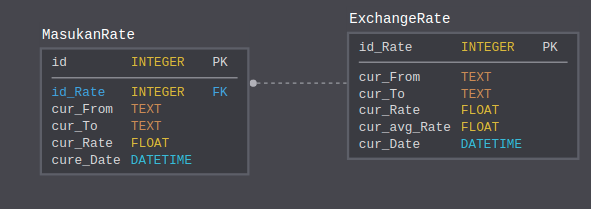 MasukanRate
id INTEGER PK
id_Rate INTEGER FK
cur_From TEXT
cur_To TEXT
cur_Rate FLOAT
cure_Date DATETIME
ExchangeRate
id_Rate INTEGER PK
cur_From TEXT
cur_To TEXT
cur_Rate FLOAT
cur_avg_Rate FLOAT
cur_Date DATETIME